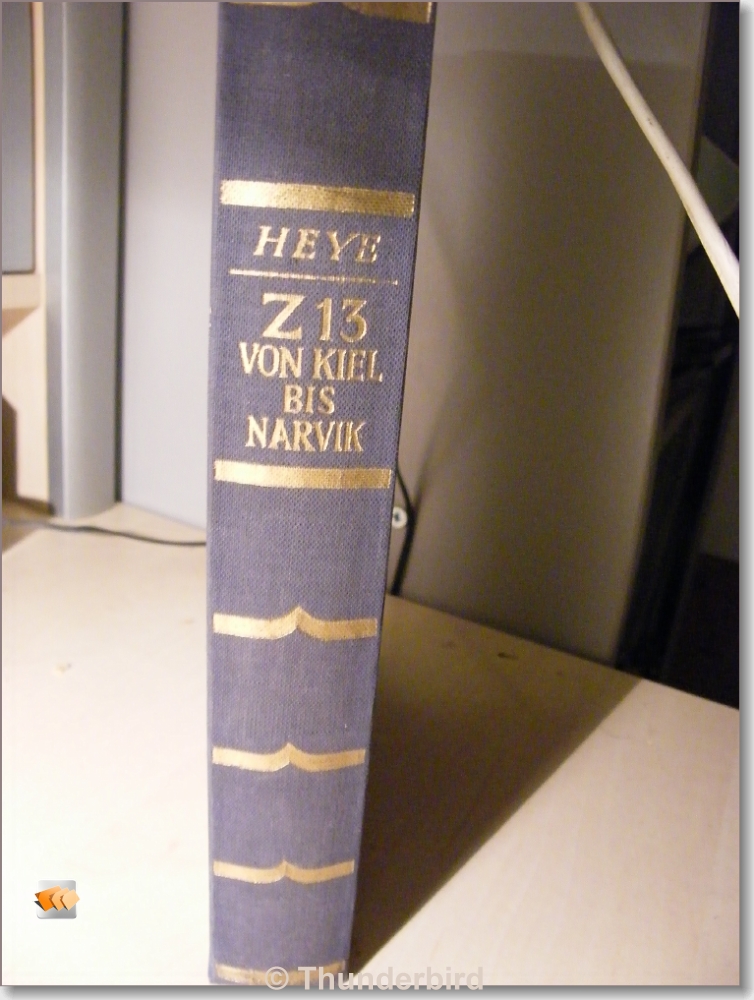 HEYE
Z 13
VON KIEL
BIS
NARVIK
© Thunderbird